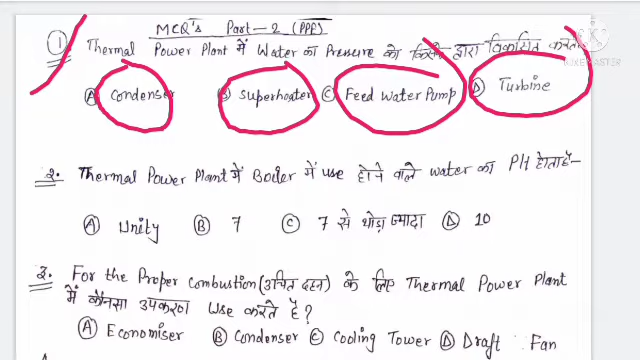 MCQ's Part-2 (PPE)
① Thermal Power Plant में Water का Pressure को किसके द्वारा विकसित करता
Ⓐ Condenser Ⓑ Superheater Ⓒ Feed Water Pump Ⓓ Turbine
2. Thermal Power Plant में Boiler में use होने वाले water का PH होता है-
Ⓐ Unity Ⓑ 7 Ⓒ 7 से थोड़ा ज्यादा Ⓓ 10
3. For the Proper Combustion (उचित दहन) के लिए Thermal Power Plant
में कौनसा उपकरण Use करते हैं?
Ⓐ Economiser Ⓑ Condenser Ⓒ Cooling Tower Ⓓ Draft Fan